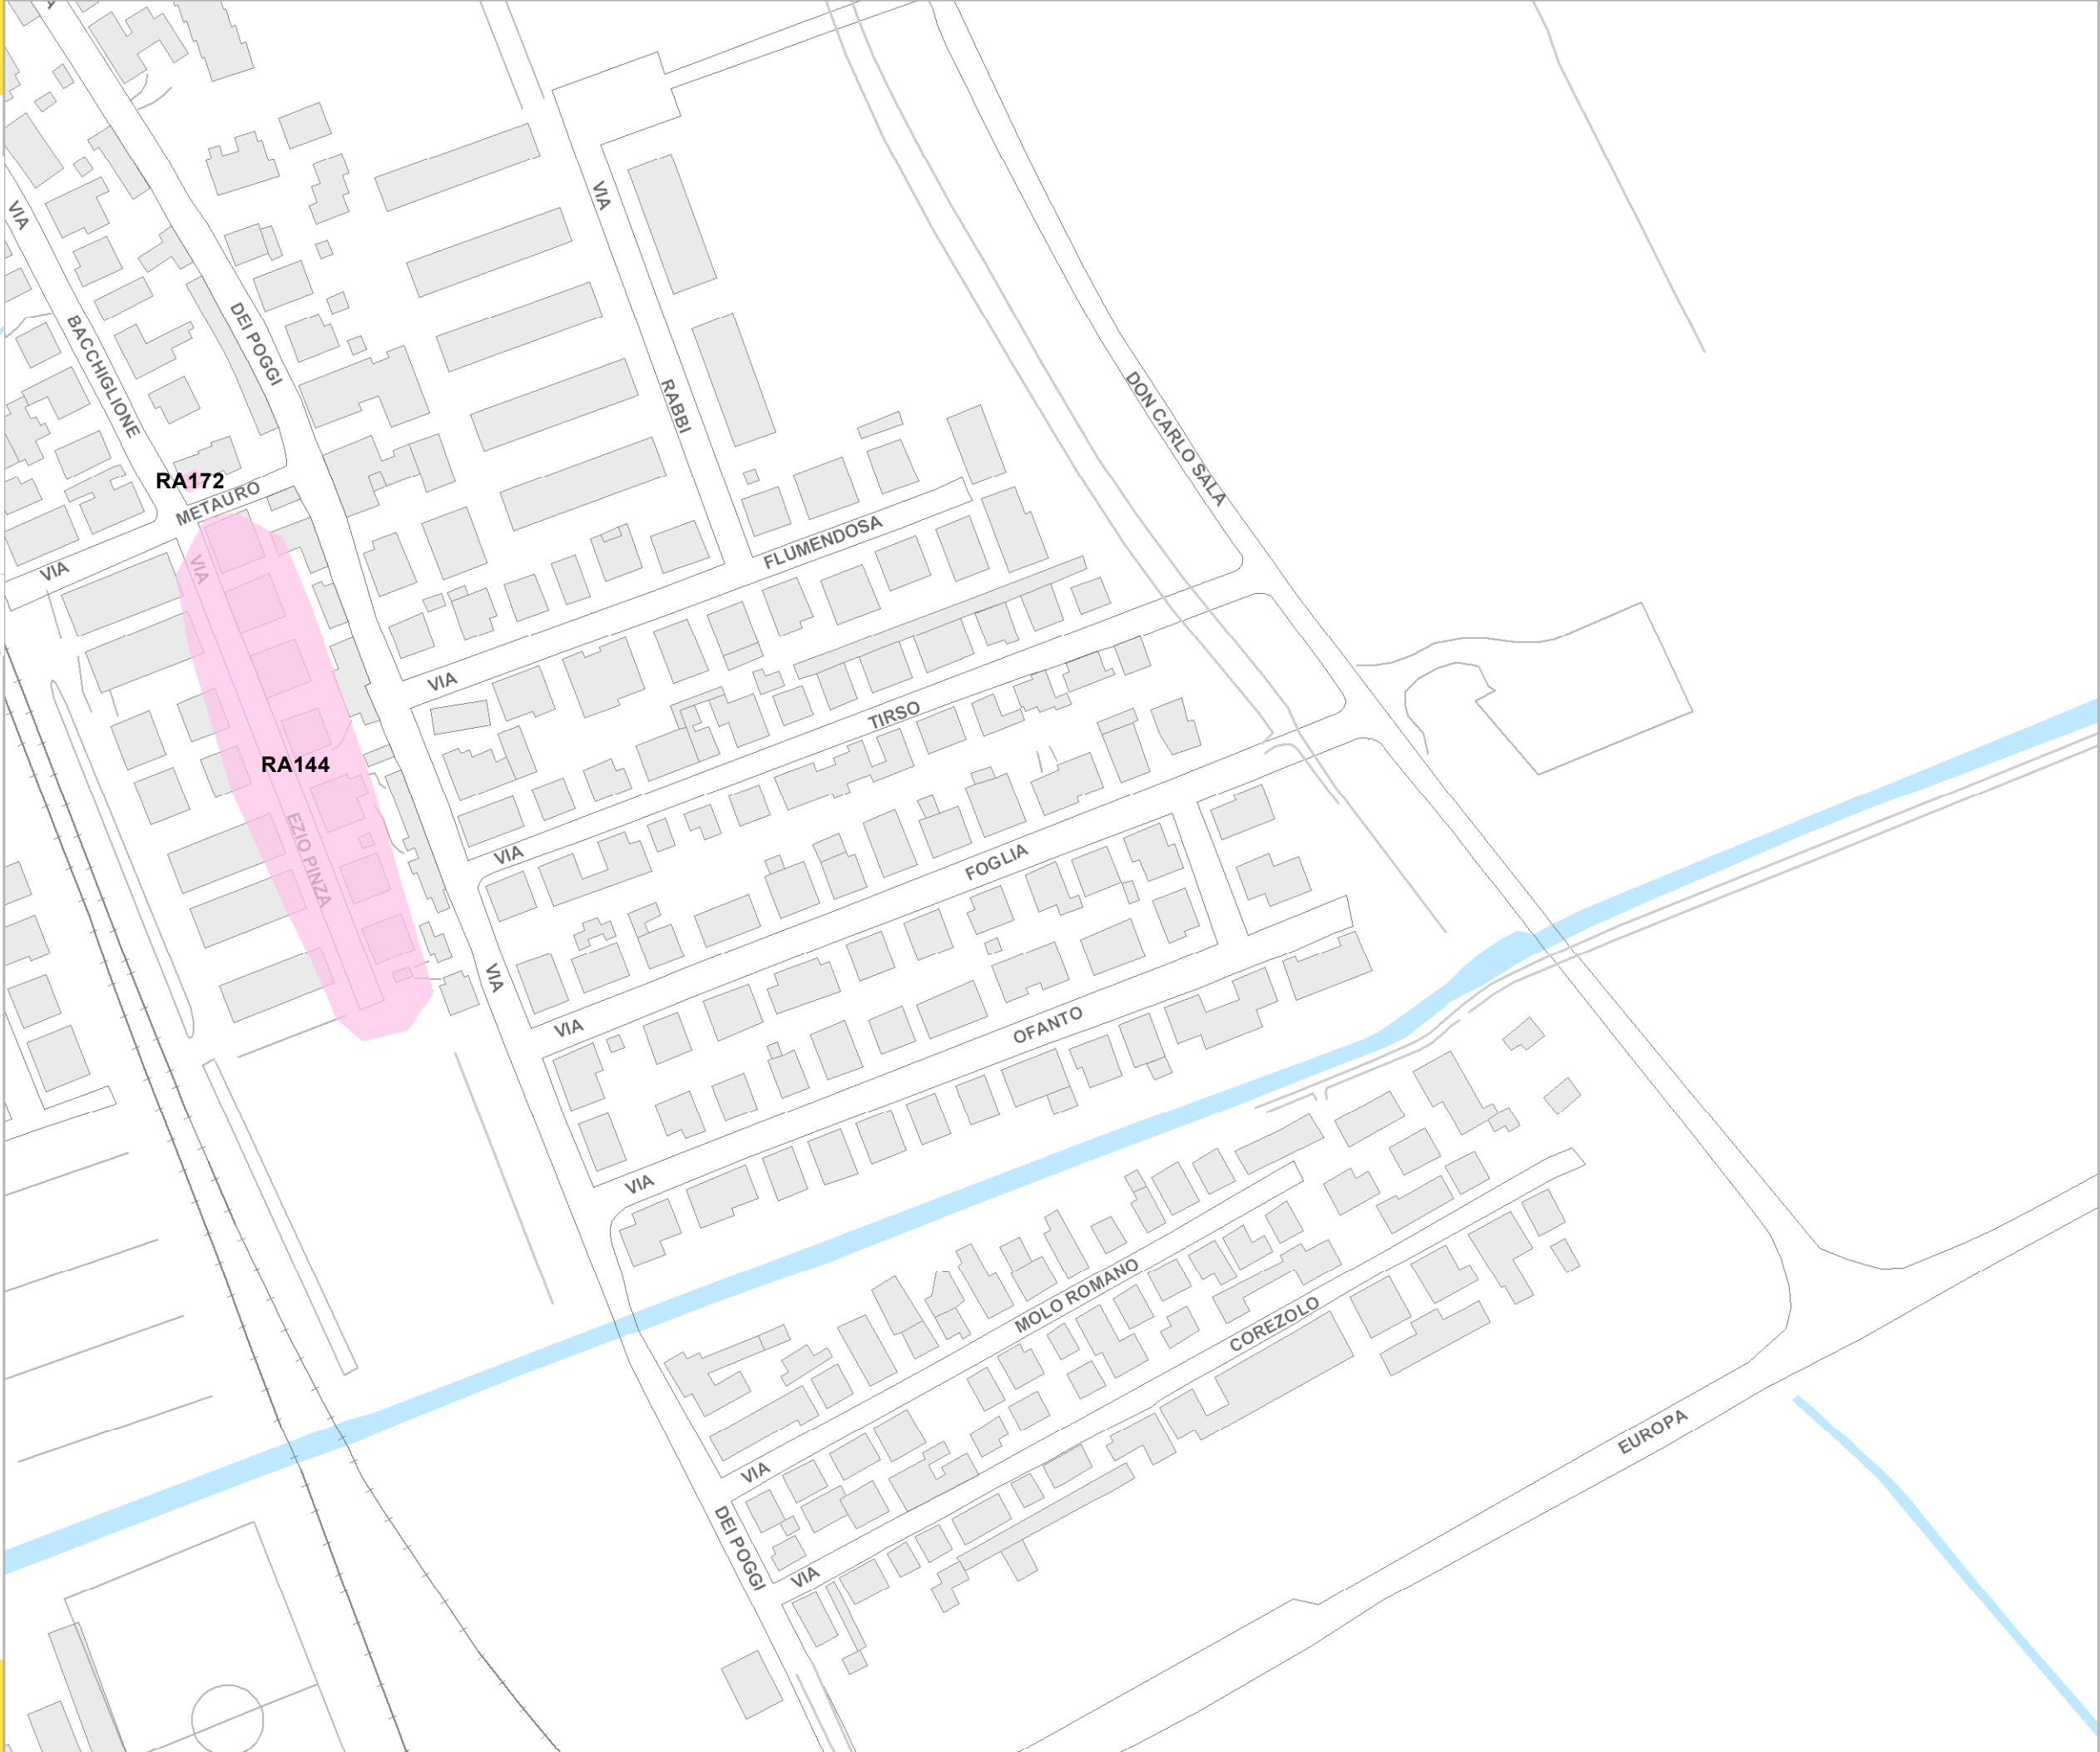 VIA
VIA
DEI POGGI
BACCHIGLIONE
RABBI
DON CARLO SALA
RA172
METAURO
FLUMENDOSA
VIA
VIA
VIA
TIRSO
RA144
EZIO PINZA
VIA
FOGLIA
VIA
VIA
OFANTO
VIA
MOLO ROMANO
COREZOLO
VIA
EUROPA
DEI POGGI
VIA